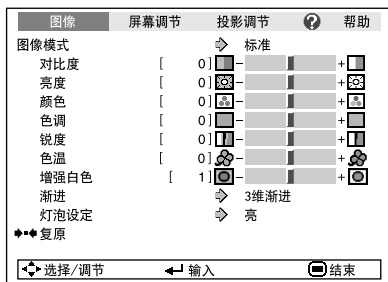 图像 屏幕调节 投影调节 ? 帮助
图像模式 标准
对比度 [ 0] - +
亮度 [ 0] - +
颜色 [ 0] - +
色调 [ 0] - +
锐度 [ 0] - +
色温 [ 0] - +
增强白色 [ 1] - +
渐进 3维渐进
灯泡设定 亮
复原
选择/调节 输入 结束